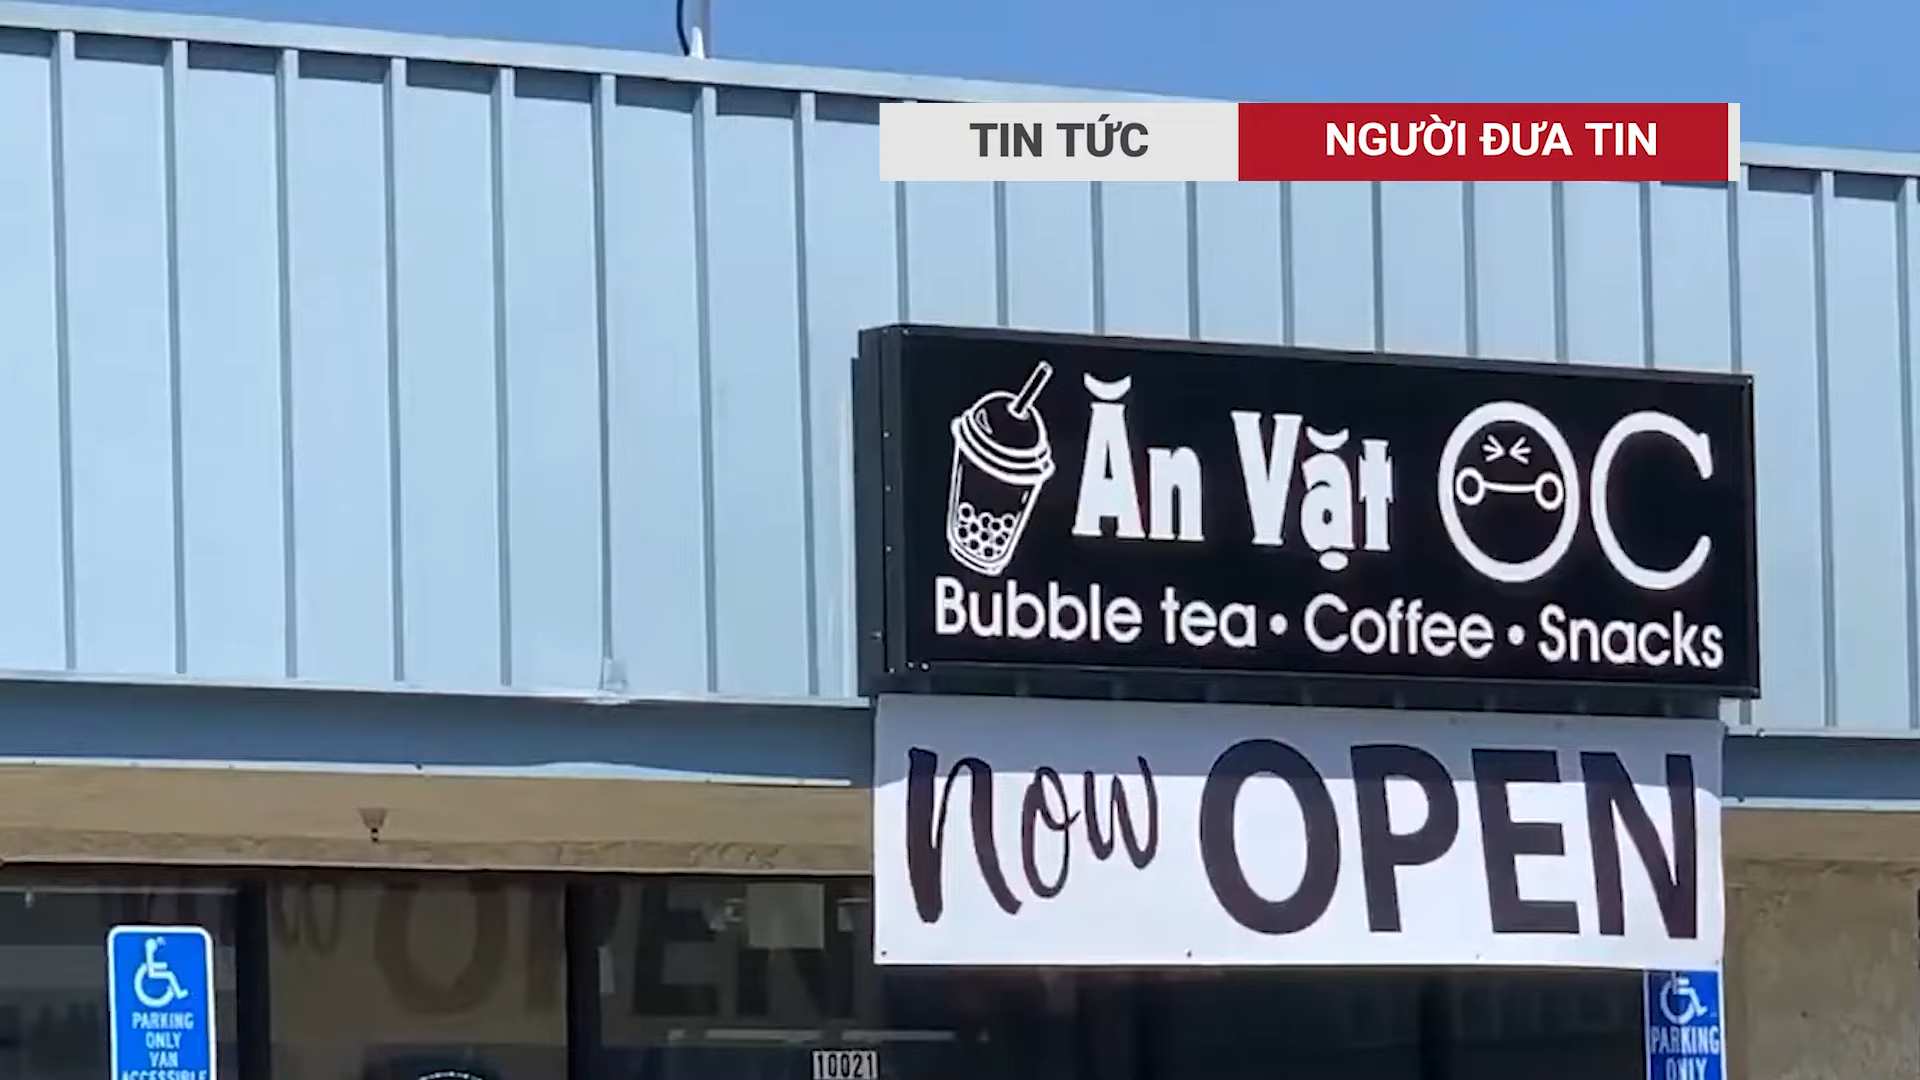 TIN TỨC NGƯỜI ĐƯA TIN
Ăn Vặt OC
Bubble tea • Coffee • Snacks
now OPEN
PARKING
ONLY
VAN
ACCESSIBLE
10021
PARKING
ONLY